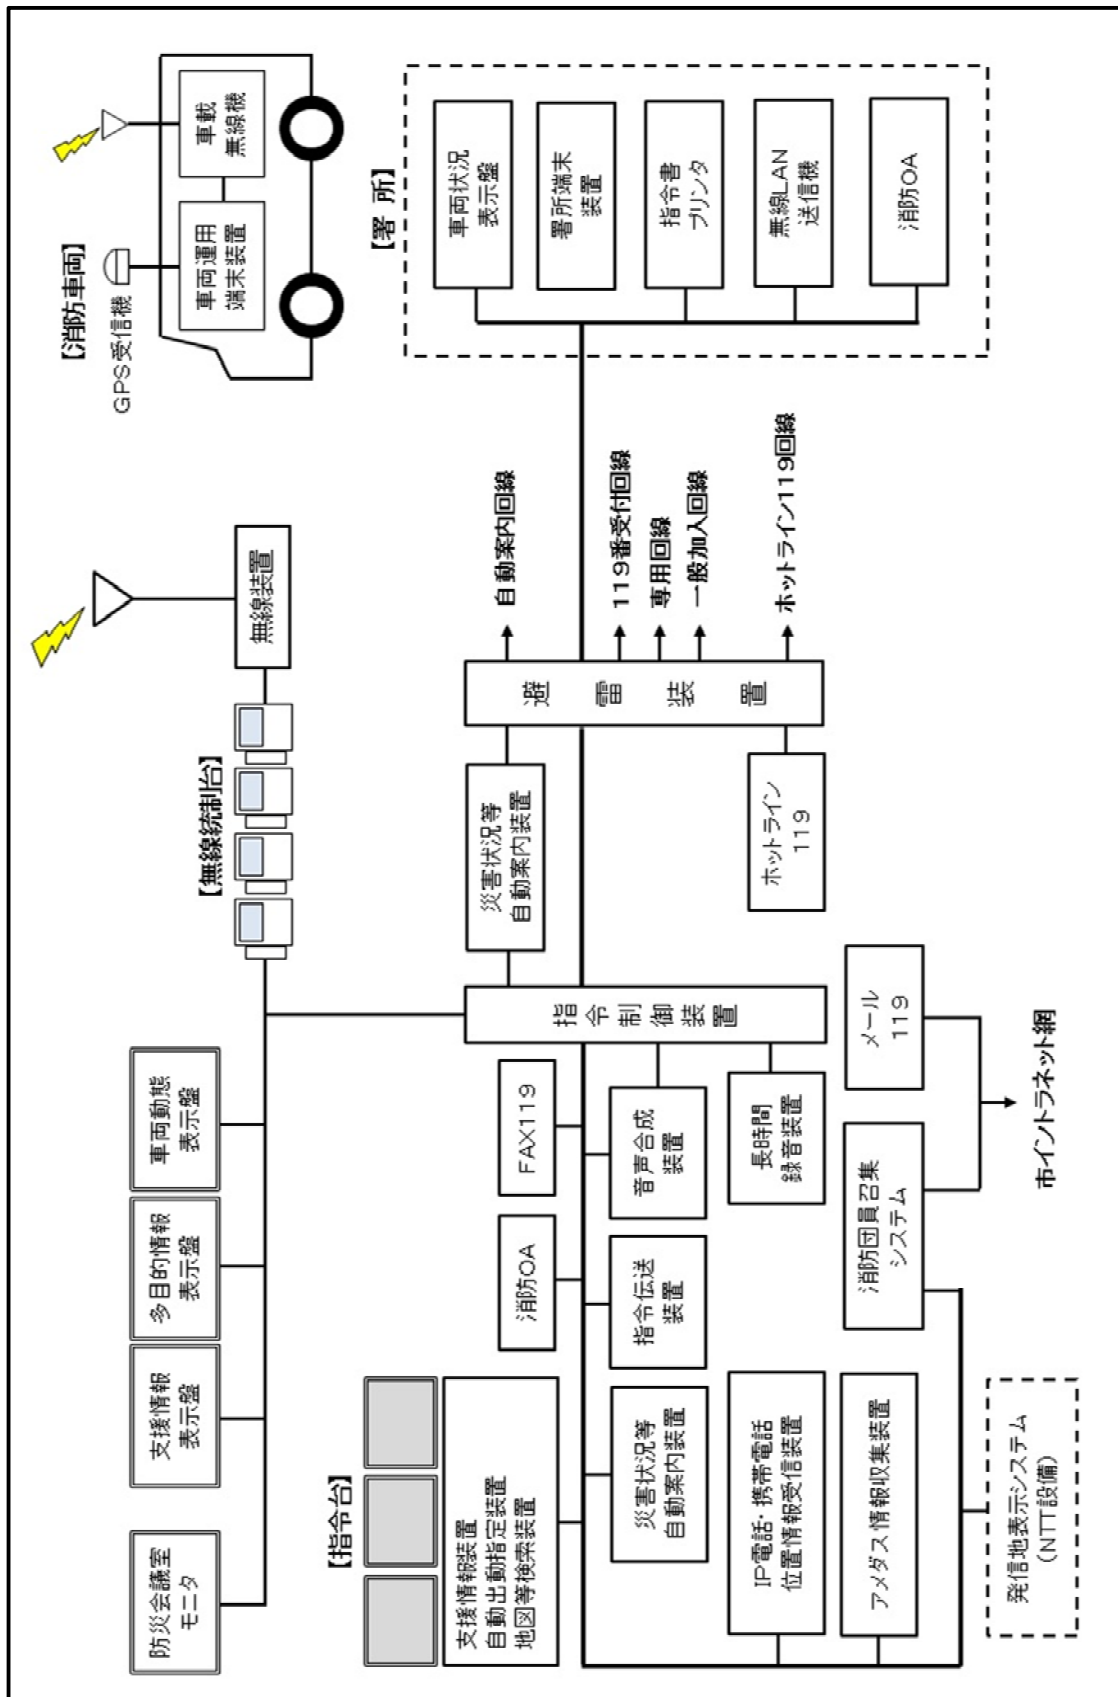 防災会議室
モニタ
支援情報
表示盤
多目的情報
表示盤
車両動態
表示盤
【無線統制台】
無線装置
【消防車両】
GPS受信機
車両運用
端末装置
車載
無線機
【指令台】
支援情報装置
自動出動指定装置
地図等検索装置
消防OA
FAX119
指令制御装置
災害状況等
自動案内装置
避雷装置
自動案内回線
119番受付回線
専用回線
一般加入回線
ホットライン119回線
ホットライン
119
【署 所】
車両状況
表示盤
署所端末
装置
指令書
プリンタ
無線LAN
送信機
消防OA
災害状況等
自動案内装置
指令伝送
装置
音声合成
装置
IP電話・携帯電話
位置情報受信装置
長時間
録音装置
アメダス情報収集装置
消防団員召集
システム
メール
119
発信地表示システム
(NTT設備)
市イントラネット網